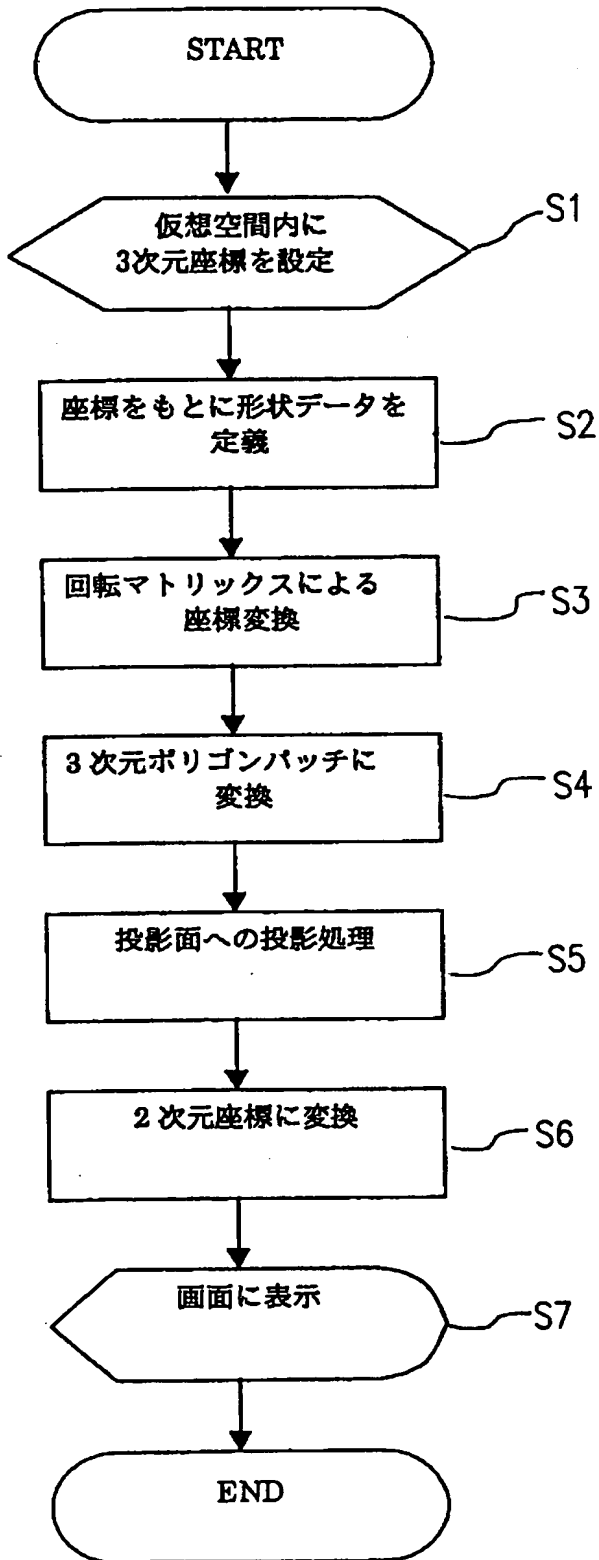 START
仮想空間内に
3次元座標を設定
S1
座標をもとに形状データを
定義
S2
回転マトリックスによる
座標変換
S3
3次元ポリゴンパッチに
変換
S4
投影面への投影処理
S5
2次元座標に変換
S6
画面に表示
S7
END